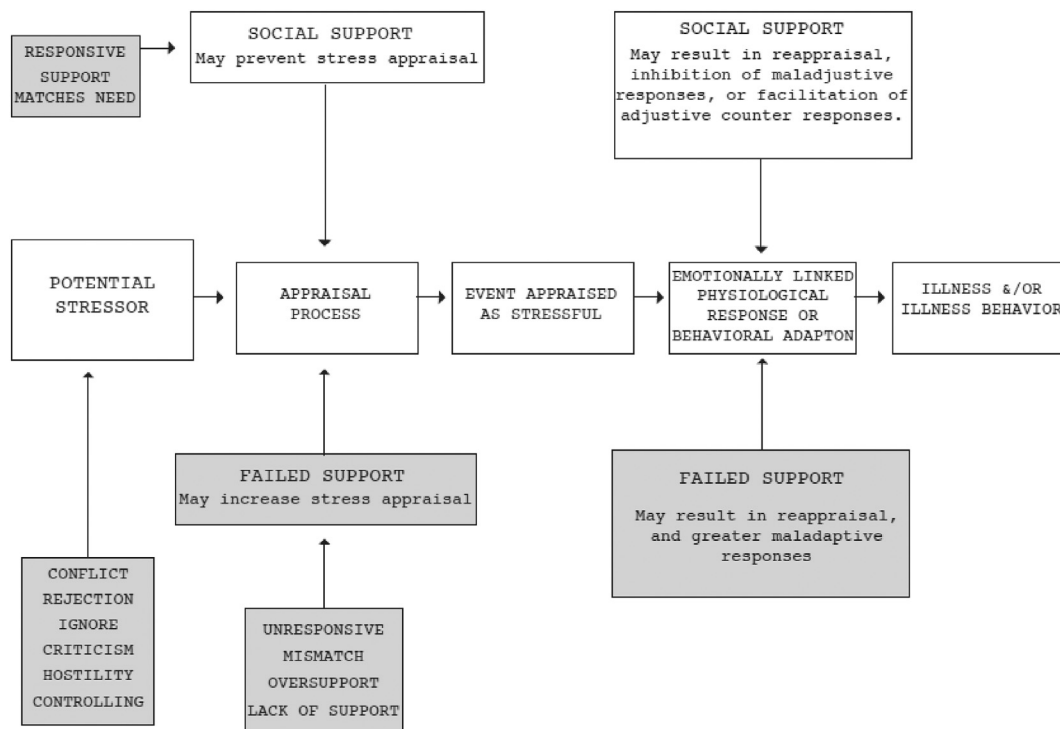 RESPONSIVE
SUPPORT
MATCHES NEED
SOCIAL SUPPORT
May prevent stress appraisal
SOCIAL SUPPORT
May result in reappraisal,
inhibition of maladjustive
responses, or facilitation of
adjustive counter responses.
POTENTIAL
STRESSOR
APPRAISAL
PROCESS
EVENT APPRAISED
AS STRESSFUL
EMOTIONALLY LINKED
PHYSIOLOGICAL
RESPONSE OR
BEHAVIORAL ADAPTON
ILLNESS &/OR
ILLNESS BEHAVIOR
FAILED SUPPORT
May increase stress appraisal
FAILED SUPPORT
May result in reappraisal,
and greater maladaptive
responses
CONFLICT
REJECTION
IGNORE
CRITICISM
HOSTILITY
CONTROLLING
UNRESPONSIVE
MISMATCH
OVERSUPPORT
LACK OF SUPPORT